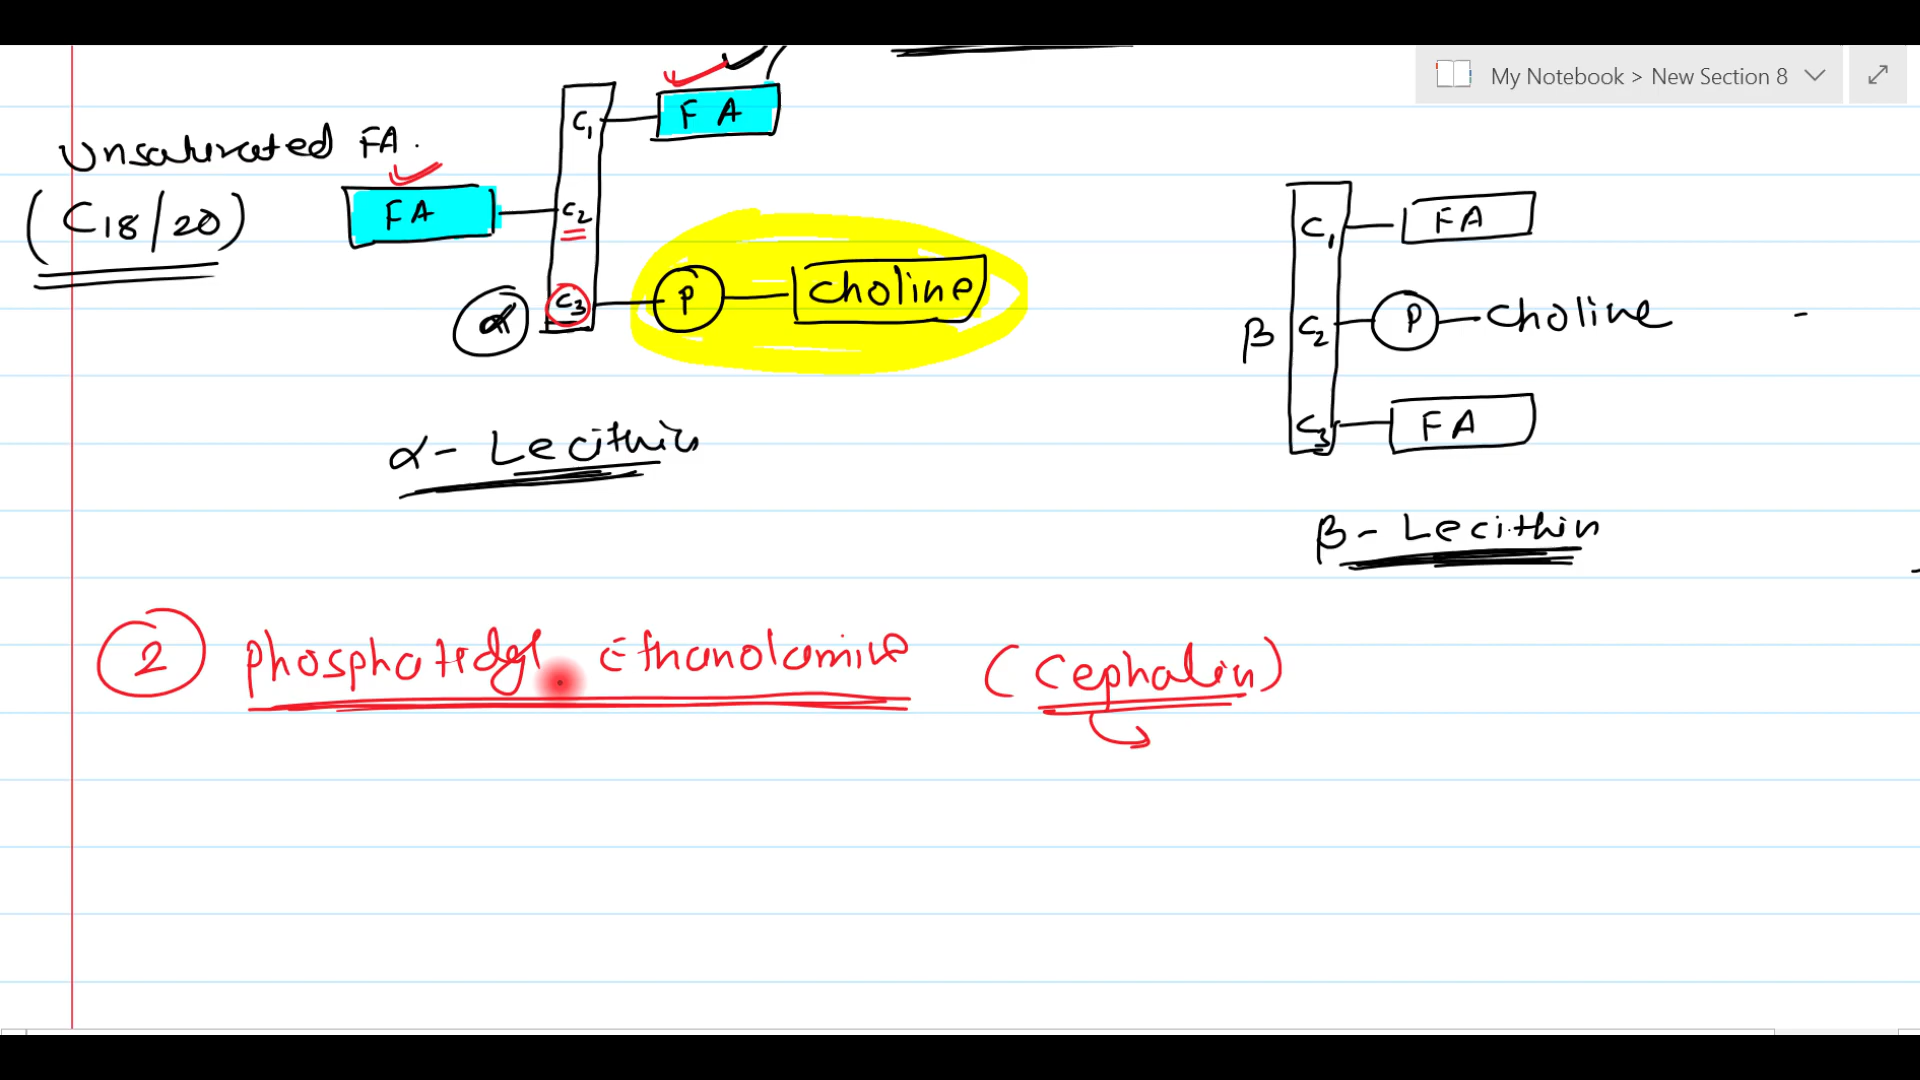 My Notebook > New Section 8
C1 FA
Unsaturated FA.
(C18/20) FA C2
α C3 P Choline
C1 FA
β C2 P Choline
C3 FA
α- Lecithin
β- Lecithin
2 Phosphatidyl Ethanolamine (Cephalin)